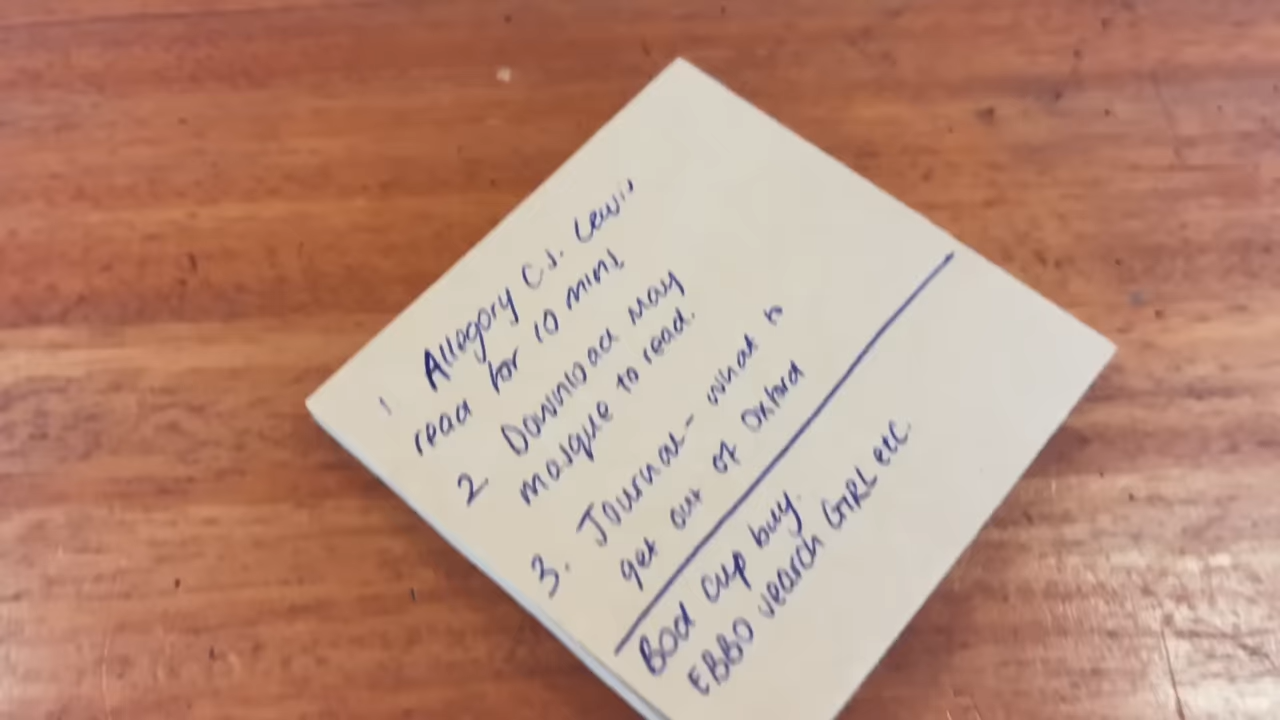 1 Allegory C.S. Lewis
read for 10 mins
2. Download May
masque to read.
3. Journal - what to
get out of Oxford
Bod cup buy.
EBBO search GIRL etc.